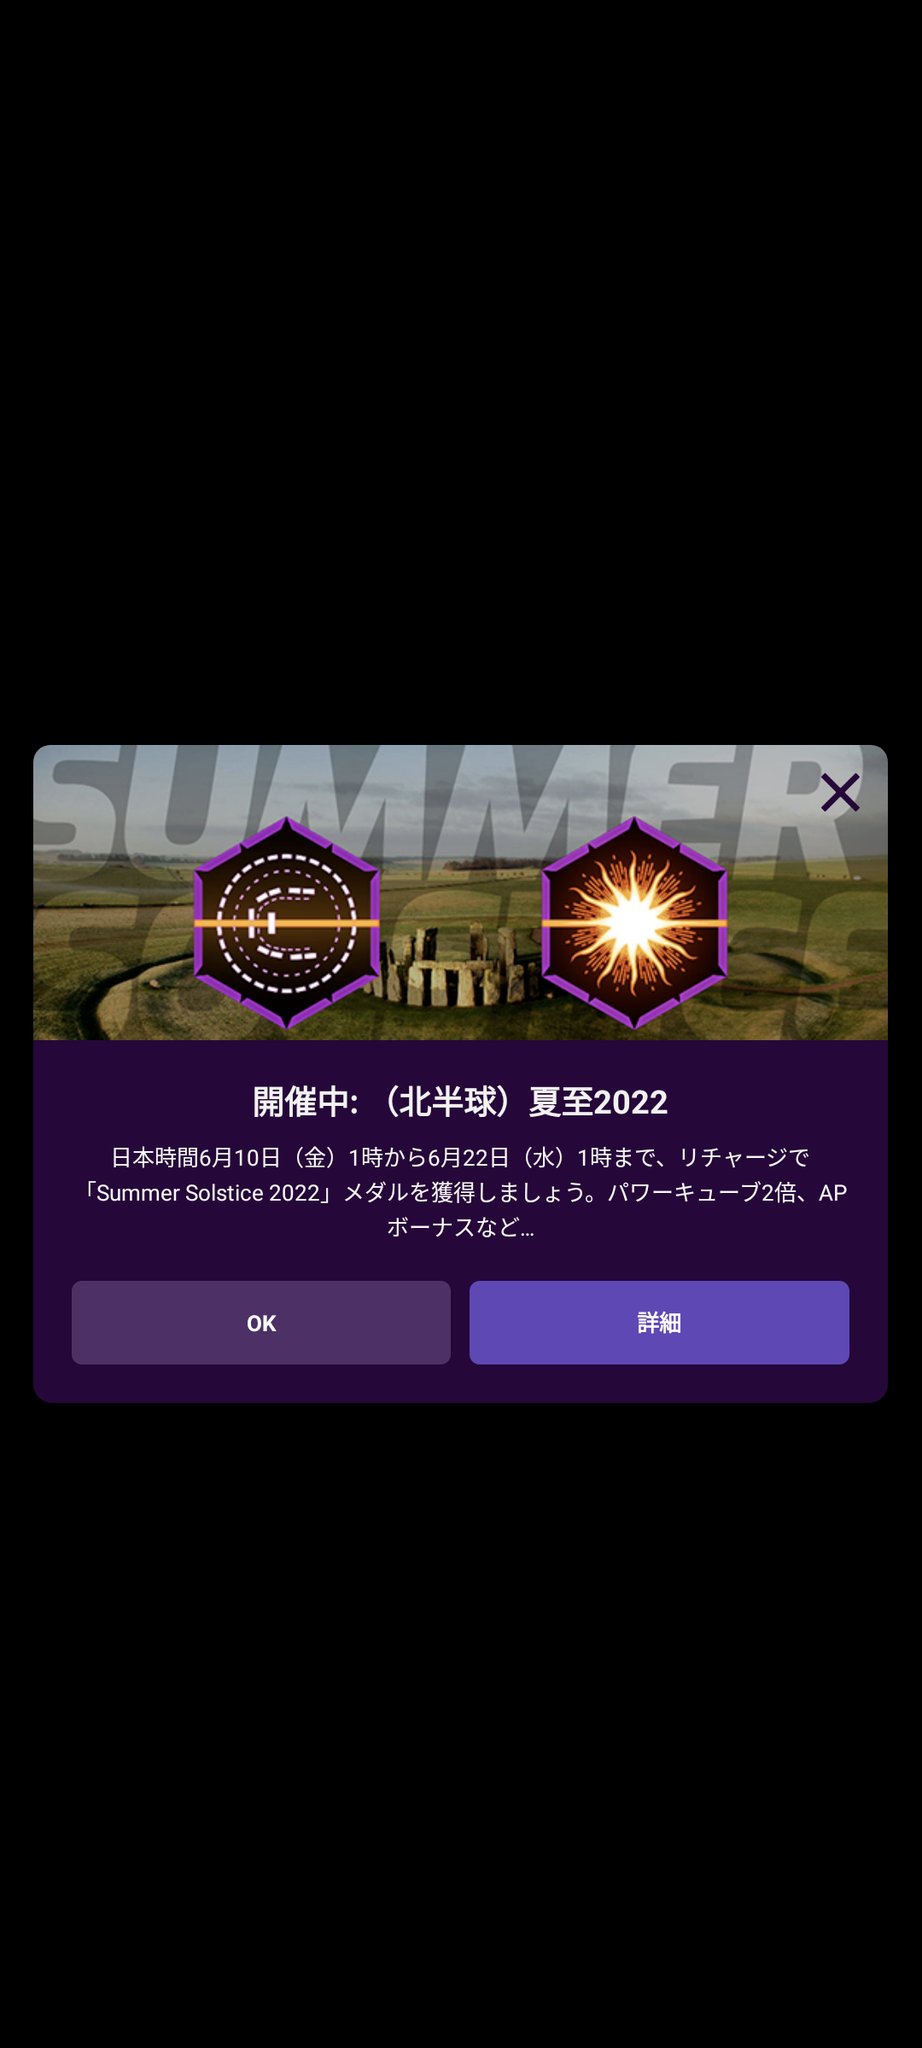 SUMMER
SOLSTICE
開催中: （北半球）夏至2022
日本時間6月10日（金）1時から6月22日（水）1時まで、リチャージで
「Summer Solstice 2022」メダルを獲得しましょう。パワーキューブ2倍、AP
ボーナスなど…
OK
詳細